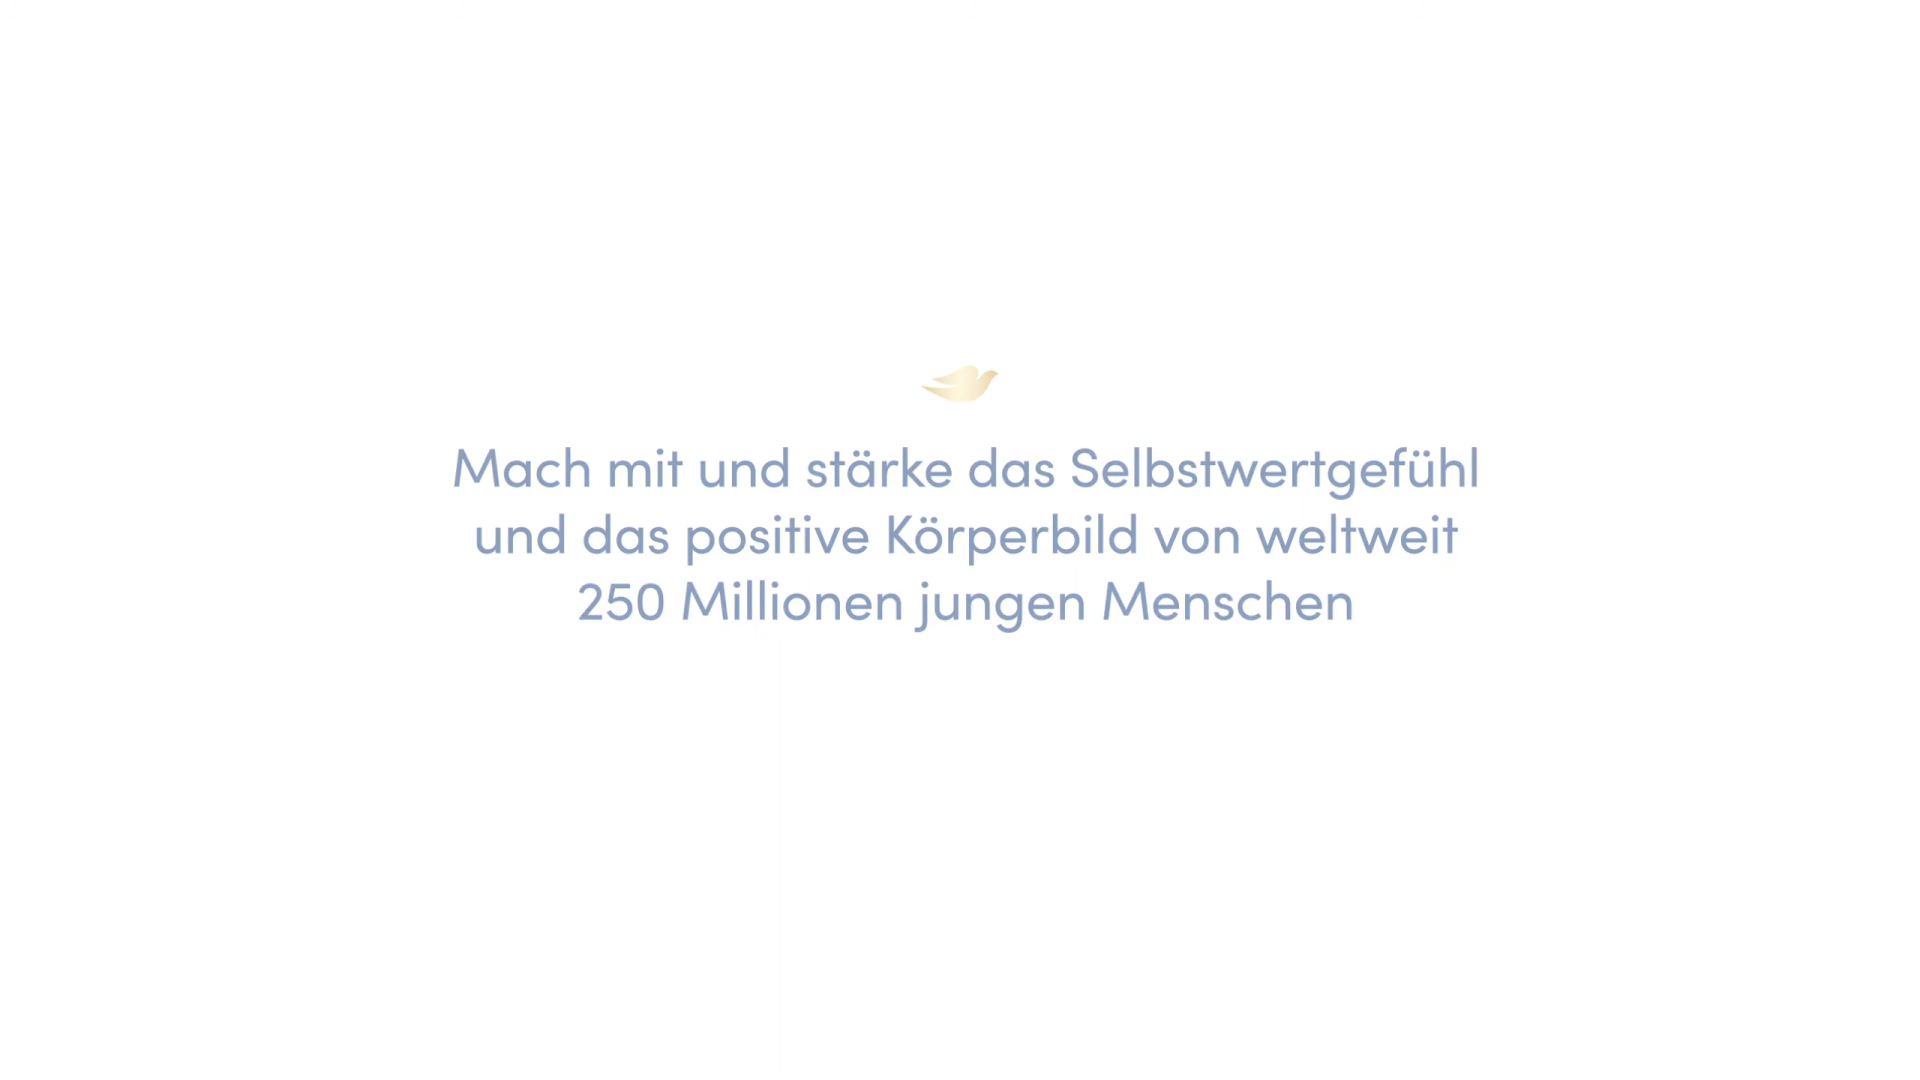 Mach mit und stärke das Selbstwertgefühl
und das positive Körperbild von weltweit
250 Millionen jungen Menschen